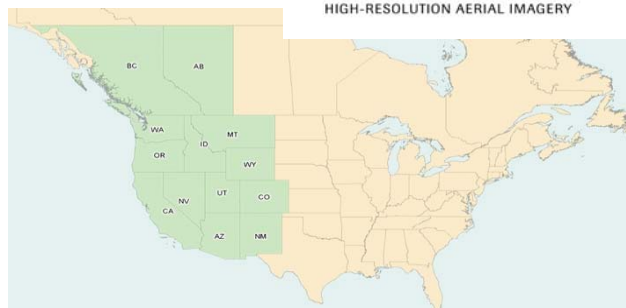 HIGH-RESOLUTION AERIAL IMAGERY
BC
AB
WA
MT
ID
OR
WY
NV
UT
CO
CA
AZ
NM